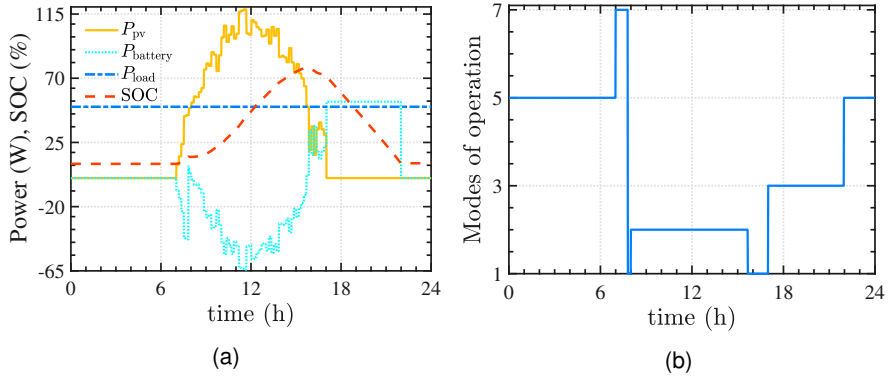 115
70
25
-20
-65
Power (W), SOC (%)
P_pv
P_battery
P_load
SOC
0 6 12 18 24
time (h)
(a)
7
5
3
1
Modes of operation
0 6 12 18 24
time (h)
(b)